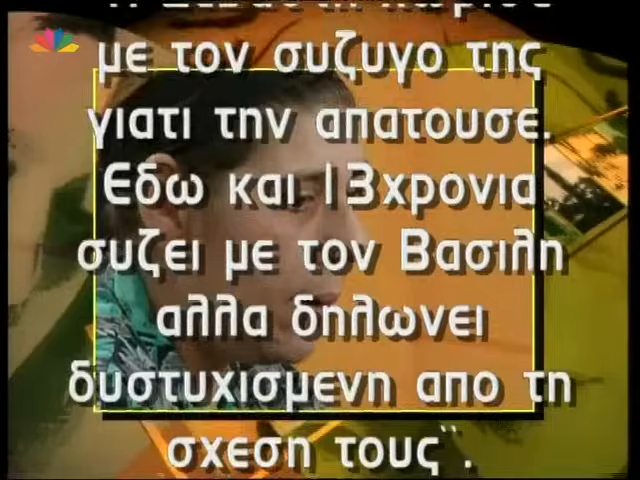 με τον συζυγο της
γιατι την απατουσε.
Εδω και 13χρονια
συζει με τον Βασιλη
αλλα δηλωνει
δυστυχισμενη απο τη
σχεση τους¨.